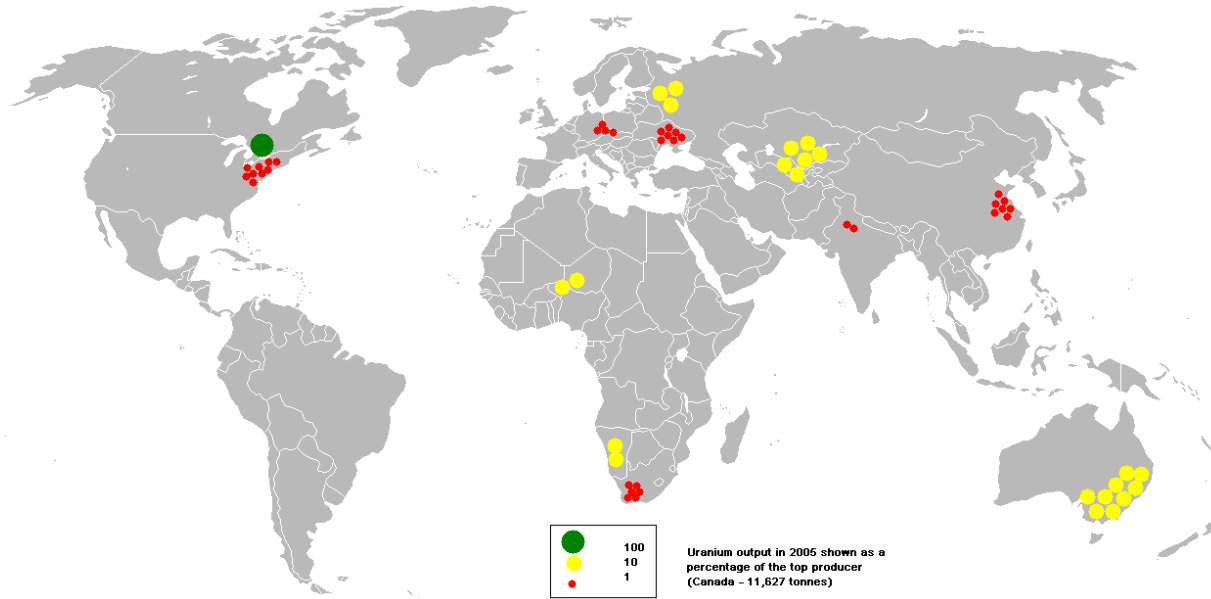 100
10
1
Uranium output in 2005 shown as a
percentage of the top producer
(Canada - 11,627 tonnes)